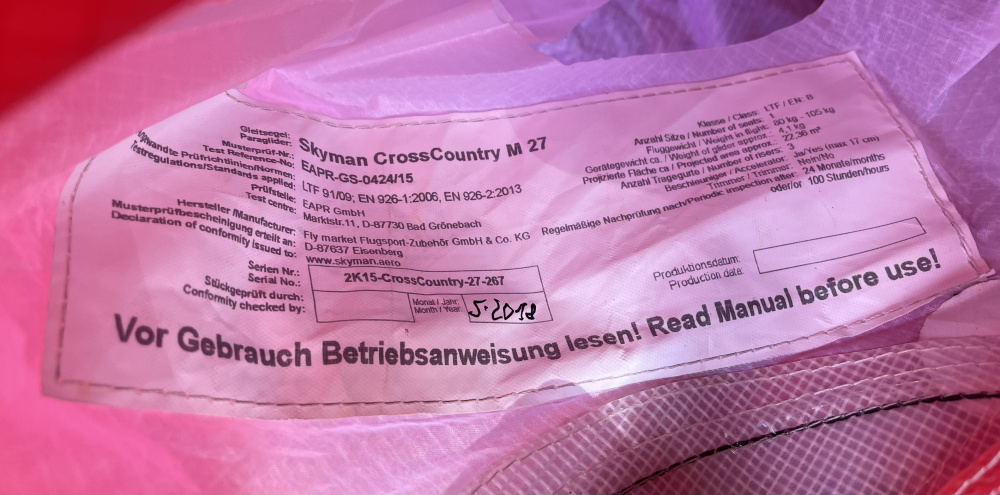 Gleitsegel:
Paraglider: Skyman CrossCountry M 27
Musterprüf-Nr.:
Test Reference-No: EAPR-GS-0424/15
Angewandte Prüfrichtlinien/Normen:
Testregulations/Standards applied: LTF 91/09, EN 926-1:2006, EN 926-2:2013
Prüfstelle: EAPR GmbH
Test centre: Marktstr.11, D-87730 Bad Grönebach
Hersteller /Manufacturer: Fly market Flugsport-Zubehör GmbH & Co. KG
Musterprüfbescheinigung erteilt an: D-87637 Eisenberg
Declaration of conformity issued to: www.skyman.aero
Serien Nr.:
Serial No.: 2K15-CrossCountry-27-267
Stückgeprüft durch:
Conformity checked by:
Monat / Jahr:
Month / Year: 5.2018
Klasse / Class: LTF / EN: B
Anzahl Sitze / Number of seats: 1
Fluggewicht / Weight in flight: 80 kg - 105 kg
Gerätegewicht ca. / Weight of glider approx.: 4,1 kg
Projizierte Fläche ca / Projected area approx.: 22.36 m²
Anzahl Tragegurte / Number of risers: 3
Beschleuniger / Accelerator: Ja/Yes (max. 17 cm)
Trimmer / Trimmer: Nein/No
Regelmäßige Nachprüfung nach/Periodic inspection after: 24 Monate/months
oder/or 100 Stunden/hours
Produktionsdatum:
Production date:
Vor Gebrauch Betriebsanweisung lesen! Read Manual before use!